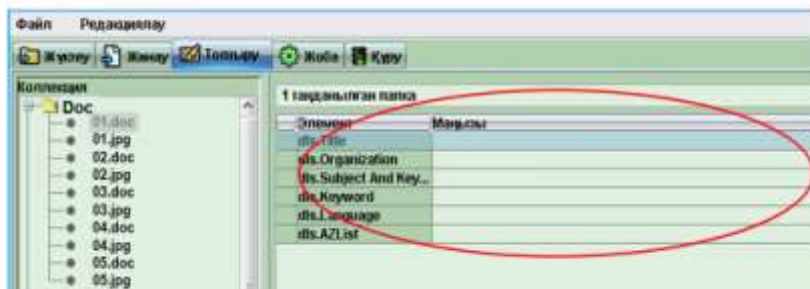 Файл Редакциялау
Жүктеу Жинау Толтыру Жоба Құру
Коллекция
1 таңданылған папка
Doc
Элемент Маңызы
01.doc
dls.Title
01.jpg
dls.Organization
02.doc
dls.Subject And Key...
02.jpg
dls.Keyword
03.doc
dls.Language
03.jpg
dls.AZList
04.doc
04.jpg
05.doc
05.jpg